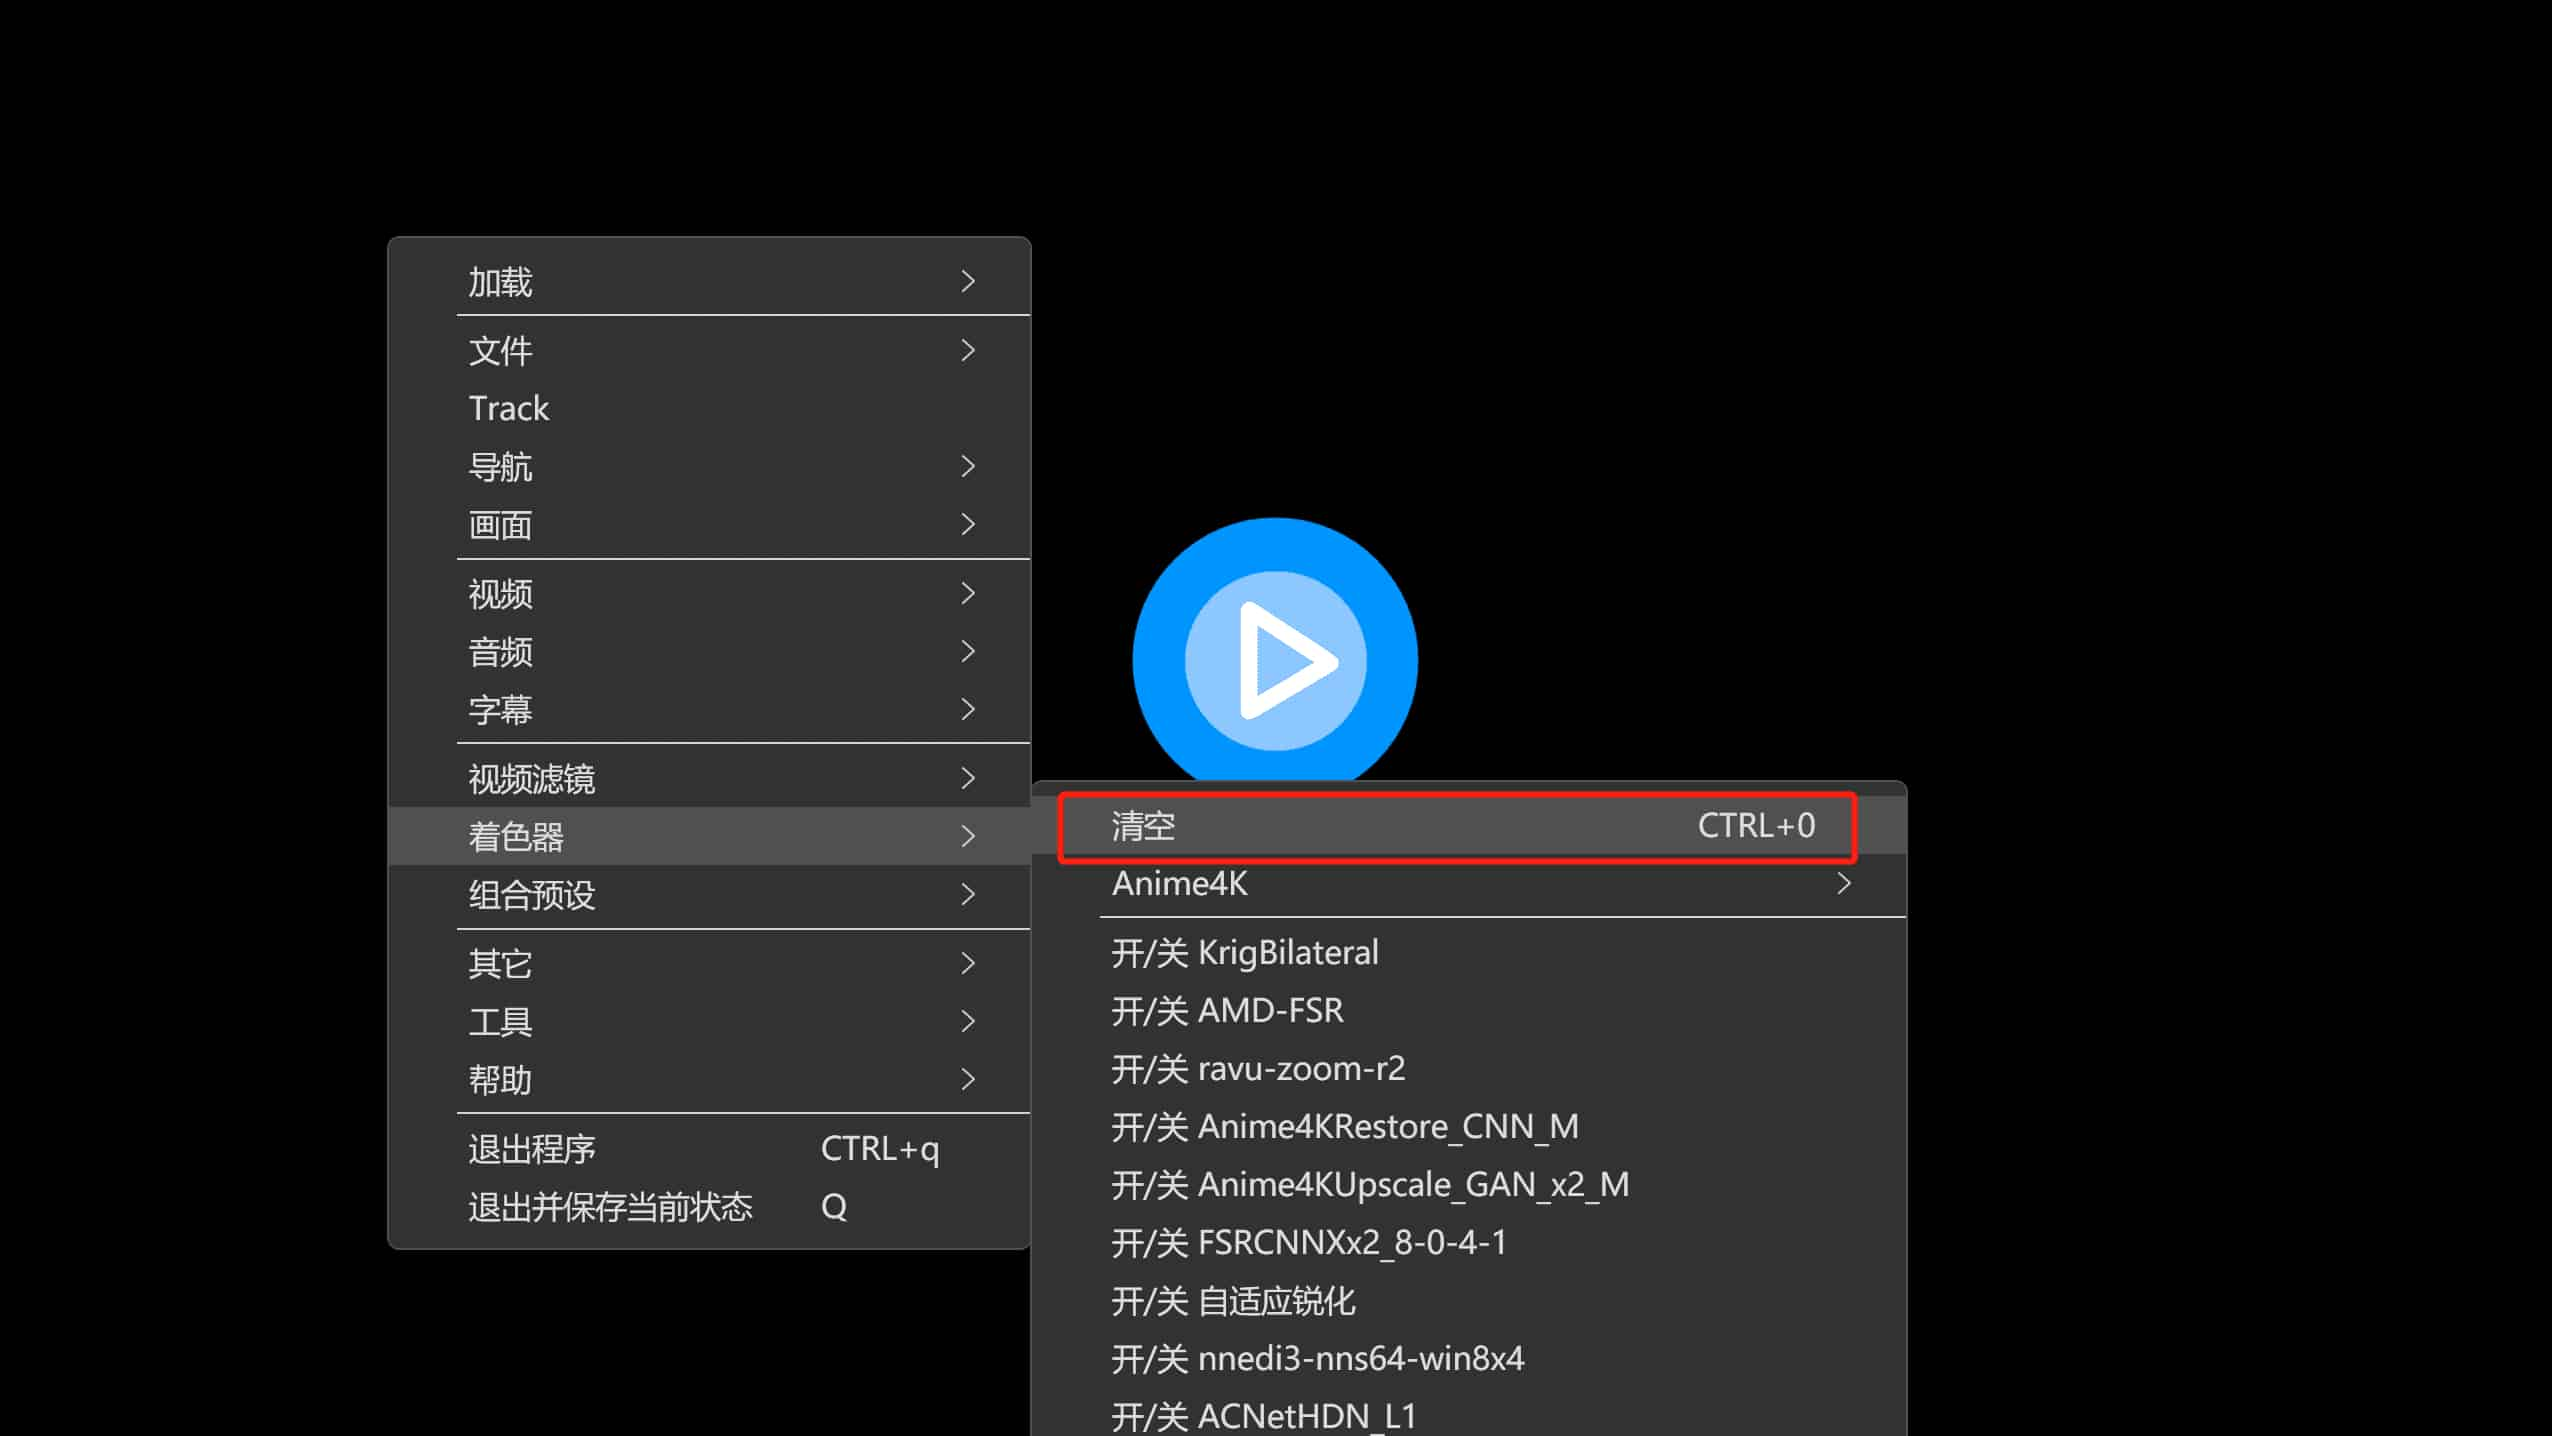 加载
文件
Track
导航
画面
视频
音频
字幕
视频滤镜
着色器
组合预设
其它
工具
帮助
退出程序 CTRL+q
退出并保存当前状态 Q
清空 CTRL+0
Anime4K
开/关 KrigBilateral
开/关 AMD-FSR
开/关 ravu-zoom-r2
开/关 Anime4KRestore_CNN_M
开/关 Anime4KUpscale_GAN_x2_M
开/关 FSRCNNXx2_8-0-4-1
开/关 自适应锐化
开/关 nnedi3-nns64-win8x4
开/关 ACNetHDN_L1